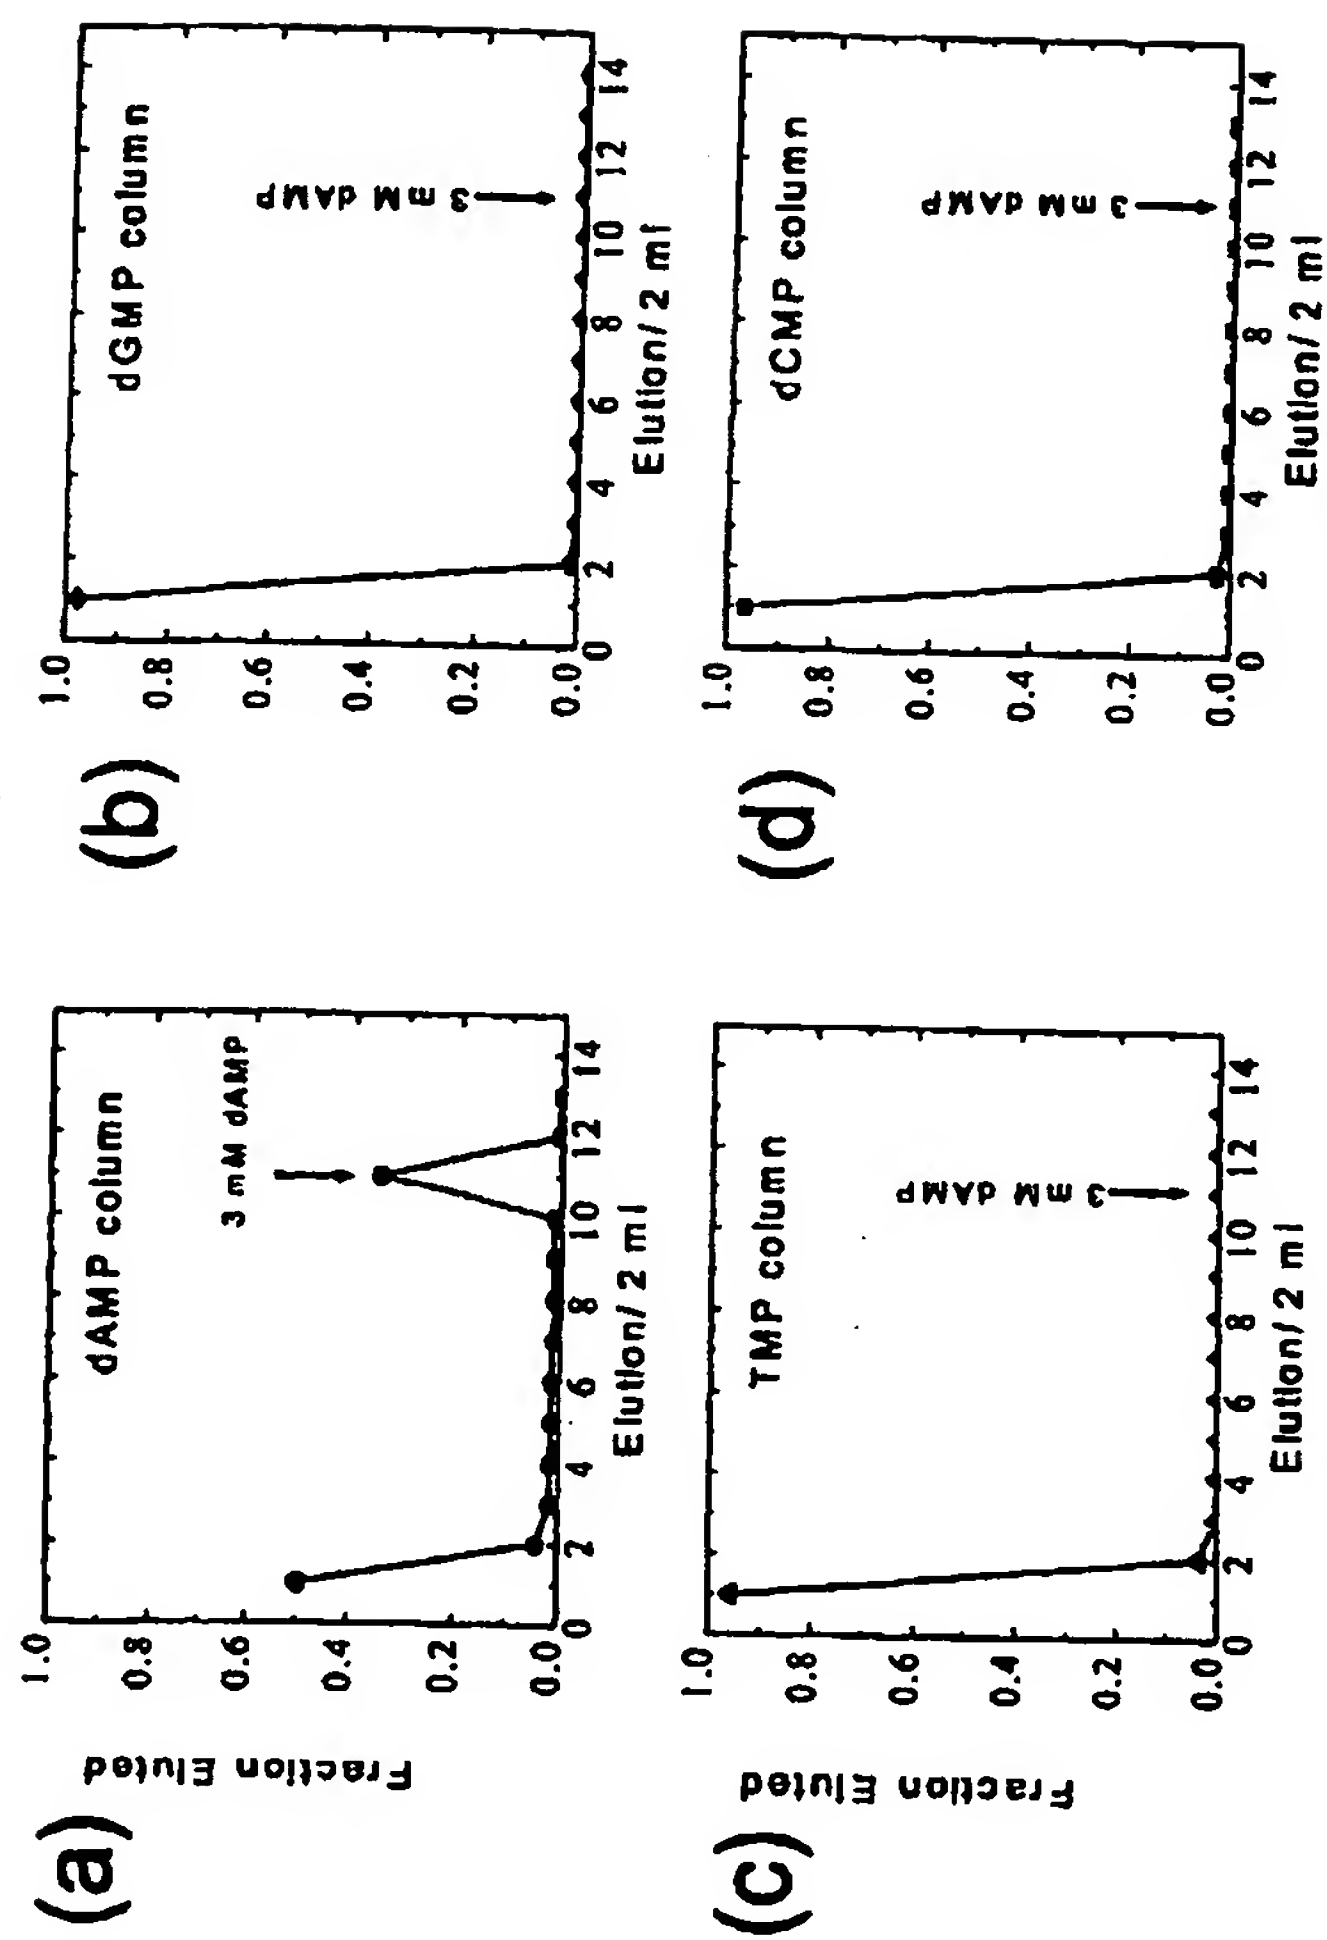 (a)
Fraction Eluted
1.0
0.8
0.6
0.4
0.2
0.0
dAMP column
3 mM dAMP
0 2 4 6 8 10 12 14
Elution/ 2 ml
(b)
1.0
0.8
0.6
0.4
0.2
0.0
dGMP column
3 mM dAMP
0 2 4 6 8 10 12 14
Elution/ 2 ml
(c)
Fraction Eluted
1.0
0.8
0.6
0.4
0.2
0.0
TMP column
3 mM dAMP
0 2 4 6 8 10 12 14
Elution/ 2 ml
(d)
1.0
0.8
0.6
0.4
0.2
0.0
dCMP column
3 mM dAMP
0 2 4 6 8 10 12 14
Elution/ 2 ml